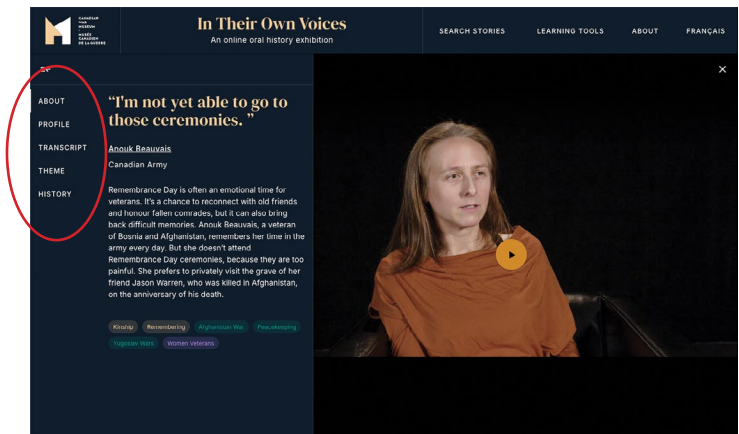 CANADIAN
WAR
MUSEUM
MUSÉE
CANADIEN
DE LA GUERRE
In Their Own Voices
An online oral history exhibition
SEARCH STORIES
LEARNING TOOLS
ABOUT
FRANÇAIS
ABOUT
PROFILE
TRANSCRIPT
THEME
HISTORY
“I'm not yet able to go to
those ceremonies. ”
Anouk Beauvais
Canadian Army
Remembrance Day is often an emotional time for
veterans. It's a chance to reconnect with old friends
and honour fallen comrades, but it can also bring
back difficult memories. Anouk Beauvais, a veteran
of Bosnia and Afghanistan, remembers her time in the
army every day. But she doesn't attend
Remembrance Day ceremonies, because they are too
painful. She prefers to privately visit the grave of her
friend Jason Warren, who was killed in Afghanistan,
on the anniversary of his death.
Kinship Remembering Afghanistan War Peacekeeping
Yugoslav Wars Women Veterans